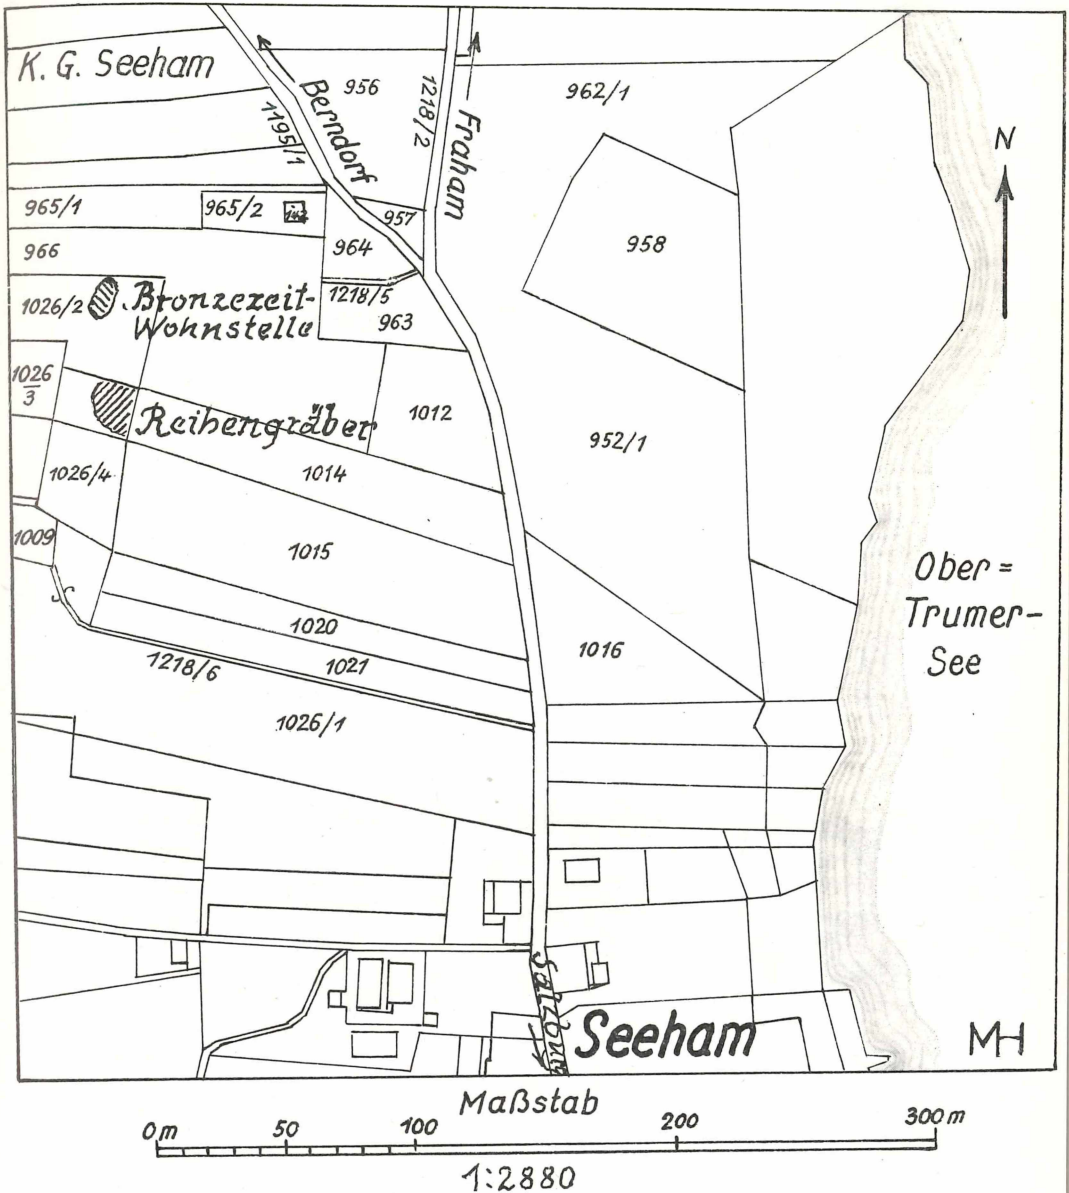 K. G. Seeham
956
1218/2
962/1
1195/1
Berndorf
Fraham
N
965/1
965/2
957
964
958
966
1026/2
Bronzezeit-
Wohnstelle
1218/5
963
1026
3
Reihengräber
1012
952/1
1026/4
1014
1009
1015
Ober =
Trumer-
See
1020
1016
1218/6
1021
1026/1
Salzburg
Seeham
MH
Maßstab
0m 50 100 200 300m
1:2880